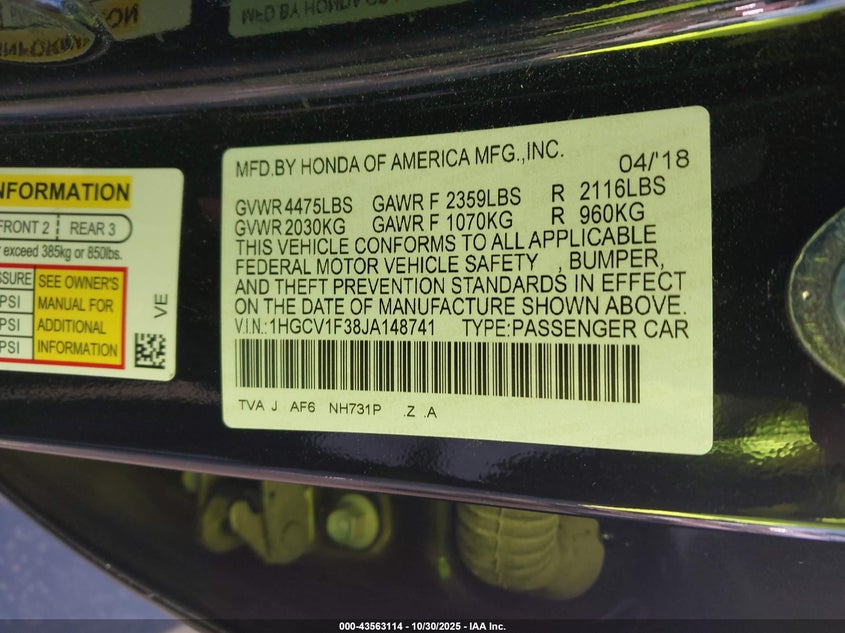 MFD BY HONDA OF
INFORMATION
FRONT 2 REAR 3
exceed 385kg or 850lbs.
SEE OWNER'S
PSI MANUAL FOR
PSI ADDITIONAL
PSI INFORMATION
VE
MFD.BY HONDA OF AMERICA MFG.,INC. 04/'18
GVWR 4475LBS GAWR F 2359LBS R 2116LBS
GVWR 2030KG GAWR F 1070KG R 960KG
THIS VEHICLE CONFORMS TO ALL APPLICABLE
FEDERAL MOTOR VEHICLE SAFETY , BUMPER,
AND THEFT PREVENTION STANDARDS IN EFFECT
ON THE DATE OF MANUFACTURE SHOWN ABOVE.
V.I.N.:1HGCV1F38JA148741 TYPE:PASSENGER CAR
TVA J AF6 NH731P .Z .A
000-43563114 - 10/30/2025 - IAA Inc.